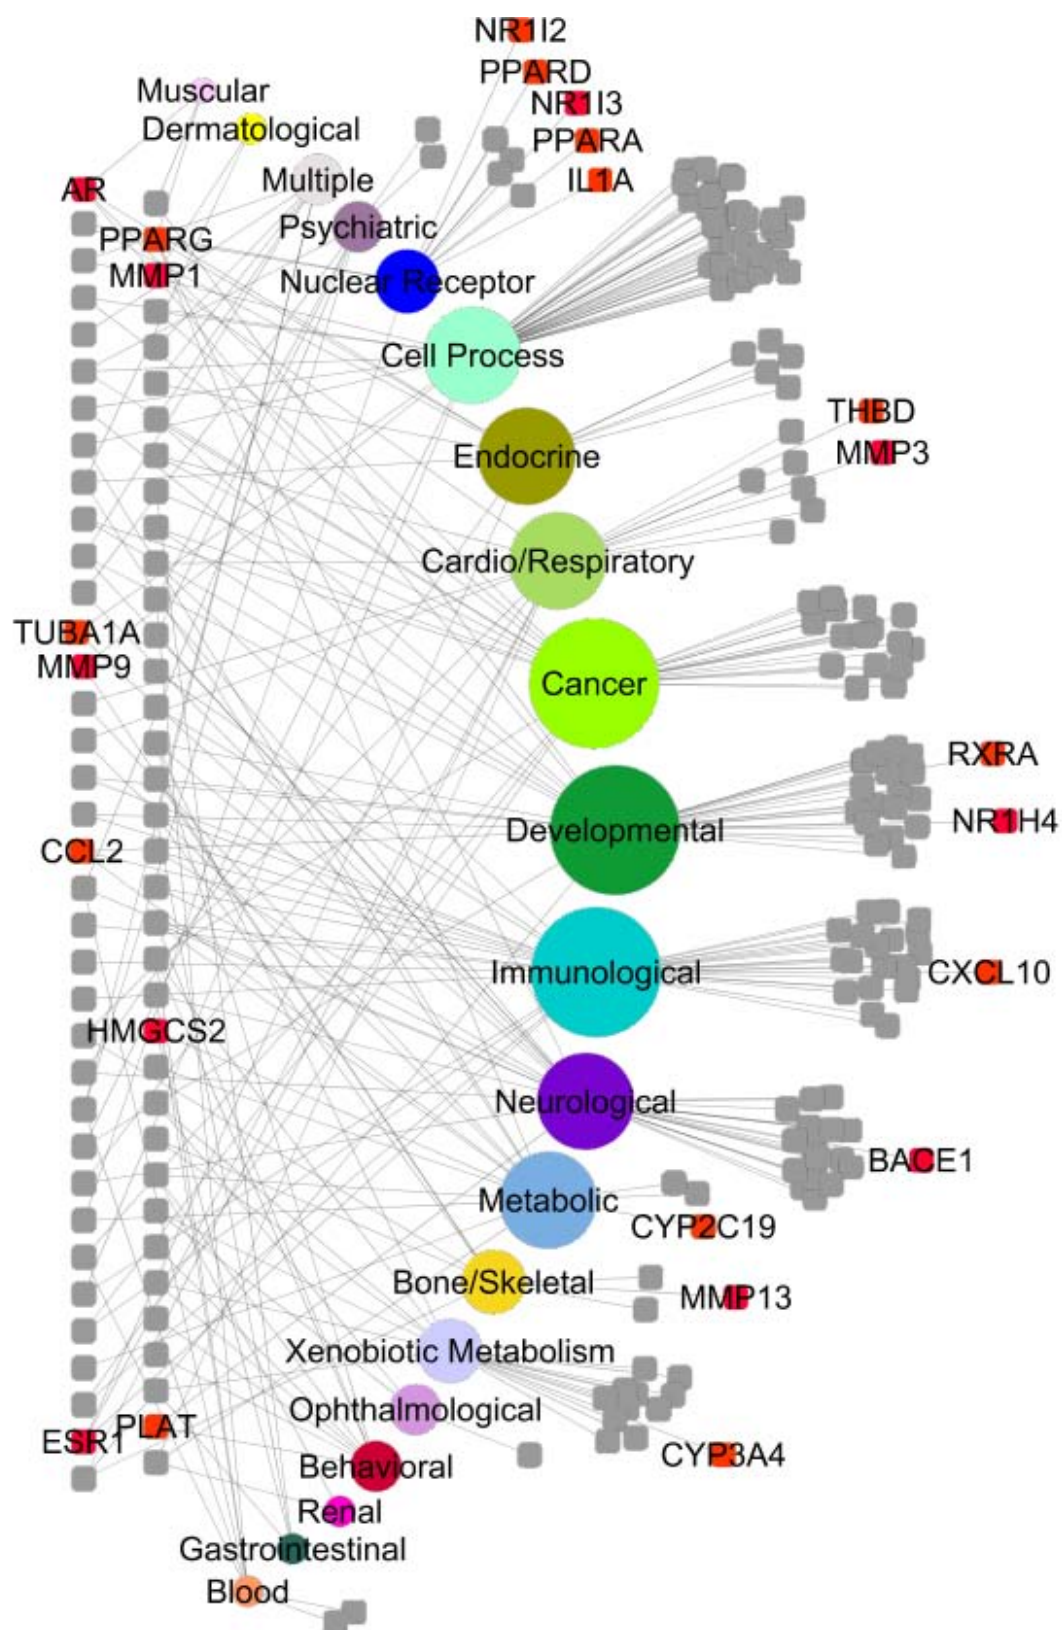 NR1I2
PPARD
Muscular
NR1I3
Dermatological
PPARA
Multiple
IL1A
AR
Psychiatric
PPARG
MMP1
Nuclear Receptor
Cell Process
THBD
Endocrine
MMP3
Cardio/Respiratory
TUBA1A
MMP9
Cancer
RXRA
NR1H4
Developmental
CCL2
Immunological
CXCL10
HMGCS2
Neurological
BACE1
Metabolic
CYP2C19
Bone/Skeletal
MMP13
Xenobiotic Metabolism
Ophthalmological
PLAT
ESR1
CYP3A4
Behavioral
Renal
Gastrointestinal
Blood